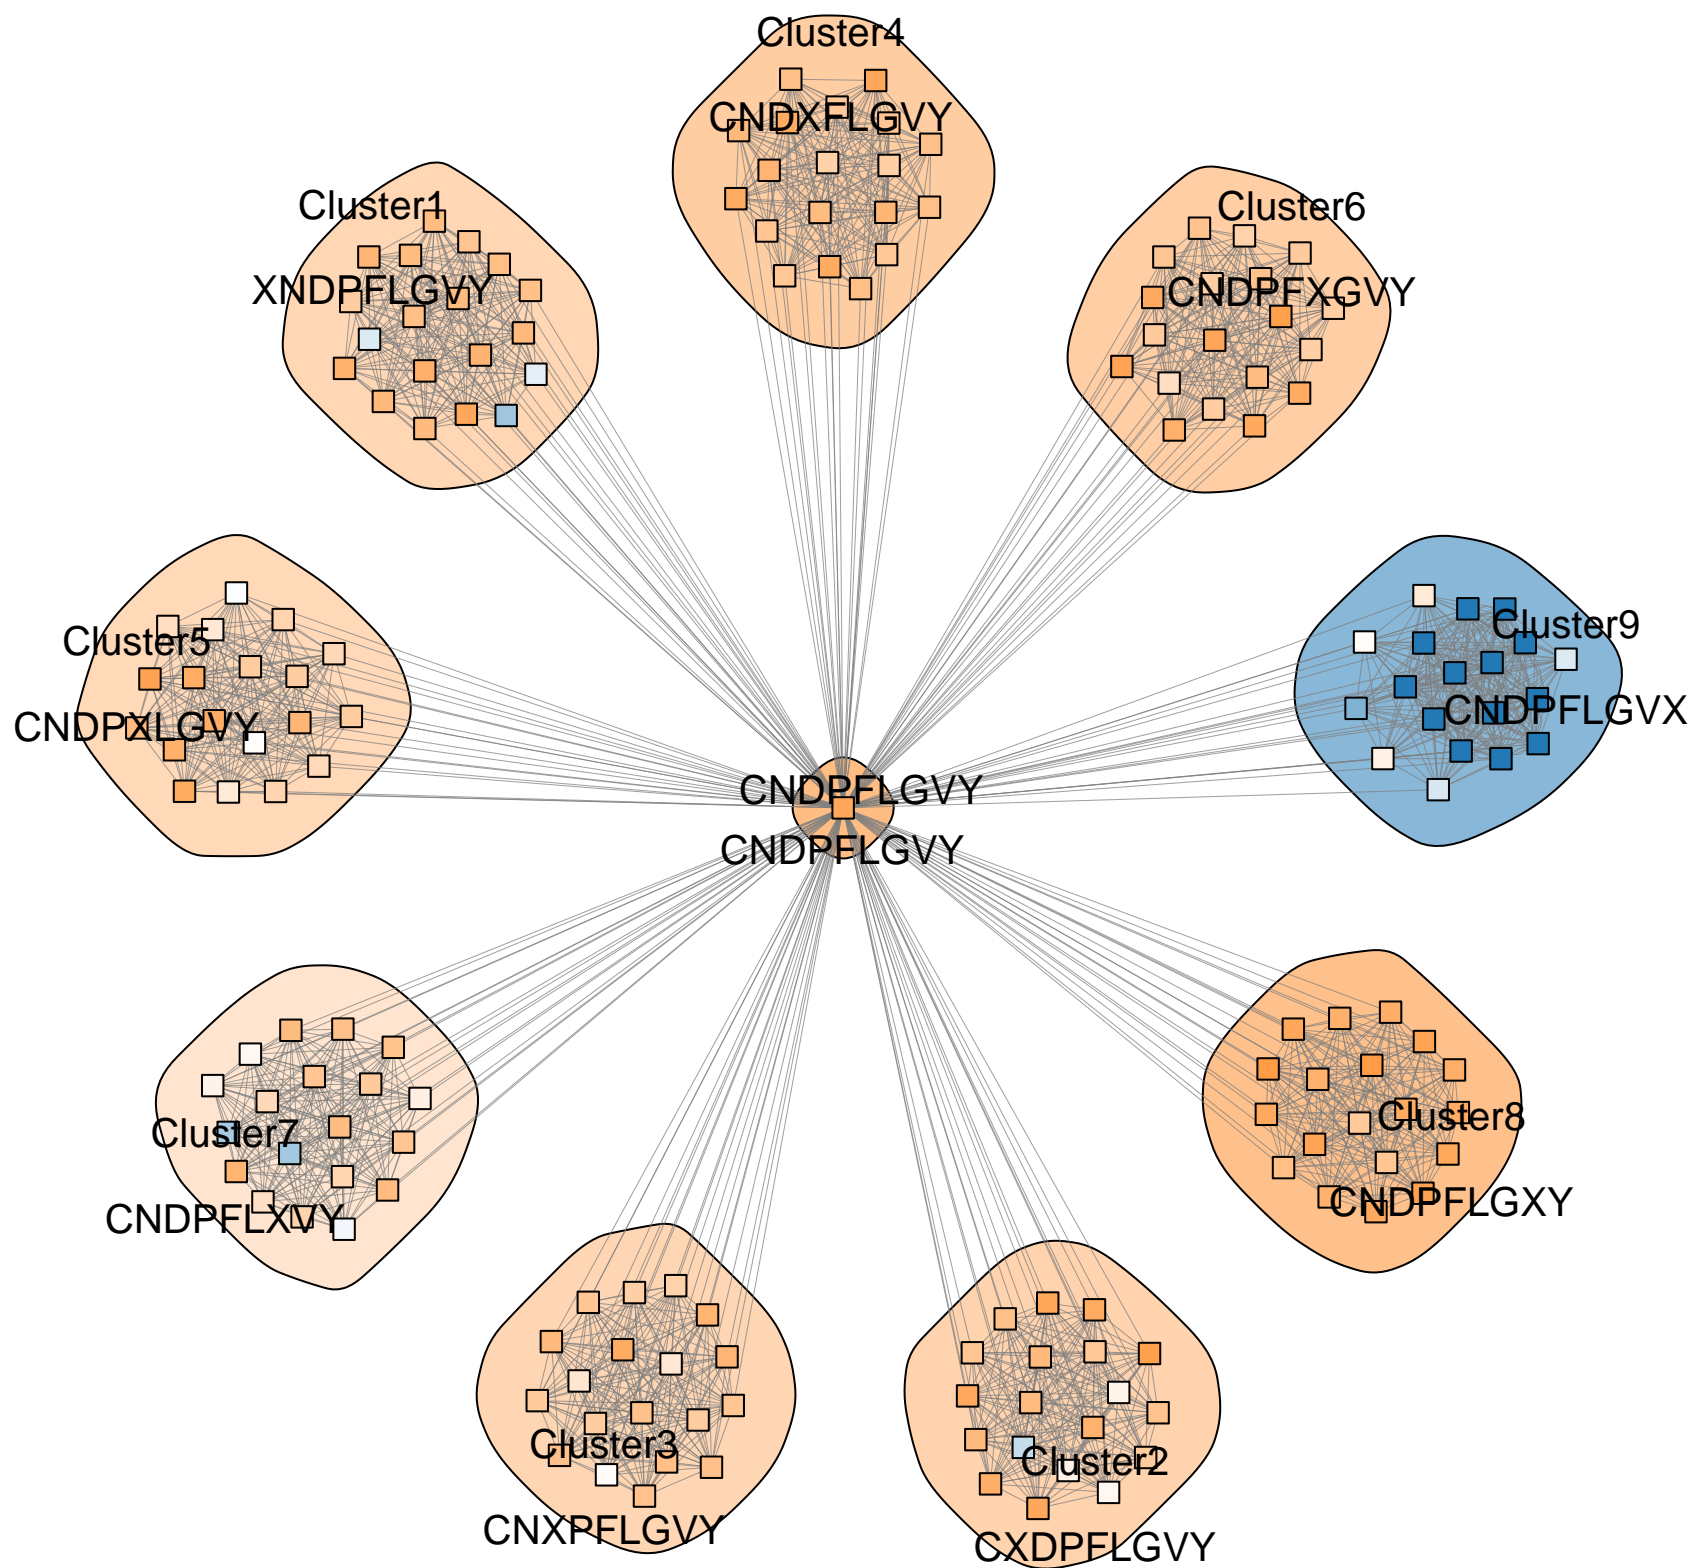 Cluster4
CNDXFLGVY
Cluster1
XNDPFLGVY
Cluster6
CNDPFXGVY
Cluster5
CNDPXLGVY
Cluster9
CNDPFLGVX
CNDPFLGVY
CNDPFLGVY
Cluster7
CNDPFLXVY
Cluster8
CNDPFLGXY
Cluster3
CNXPFLGVY
Cluster2
CXDPFLGVY